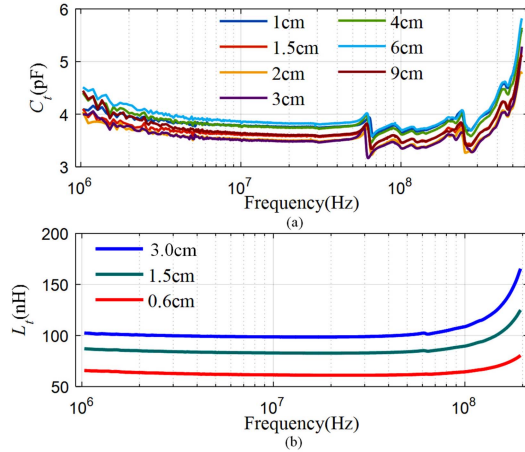 6
5
4
3
C_t(pF)
1cm
1.5cm
2cm
3cm
4cm
6cm
9cm
10^6
10^7
10^8
Frequency(Hz)
(a)
200
150
100
50
L_t(nH)
3.0cm
1.5cm
0.6cm
10^6
10^7
10^8
Frequency(Hz)
(b)